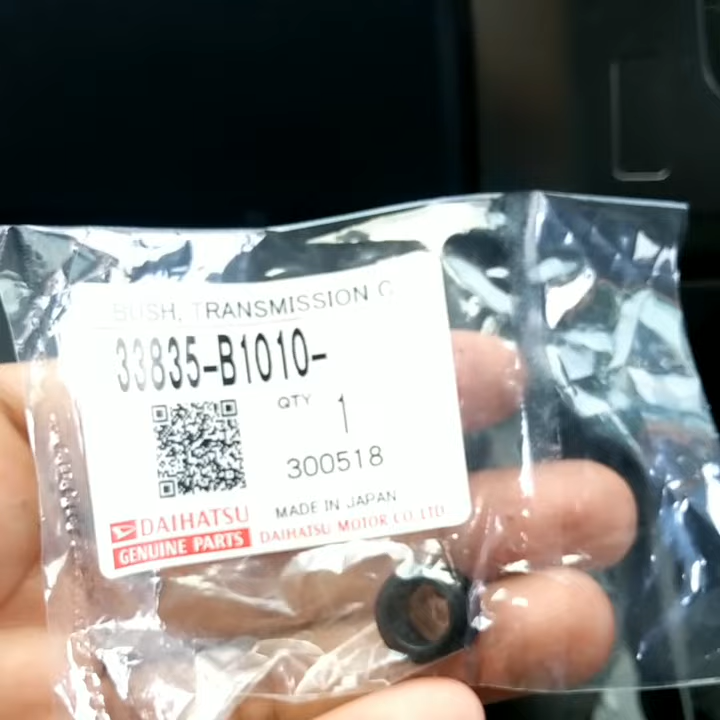 BUSH, TRANSMISSION C
33835-B1010-
QTY 1
300518
MADE IN JAPAN
DAIHATSU
GENUINE PARTS
DAIHATSU MOTOR CO.,LTD.